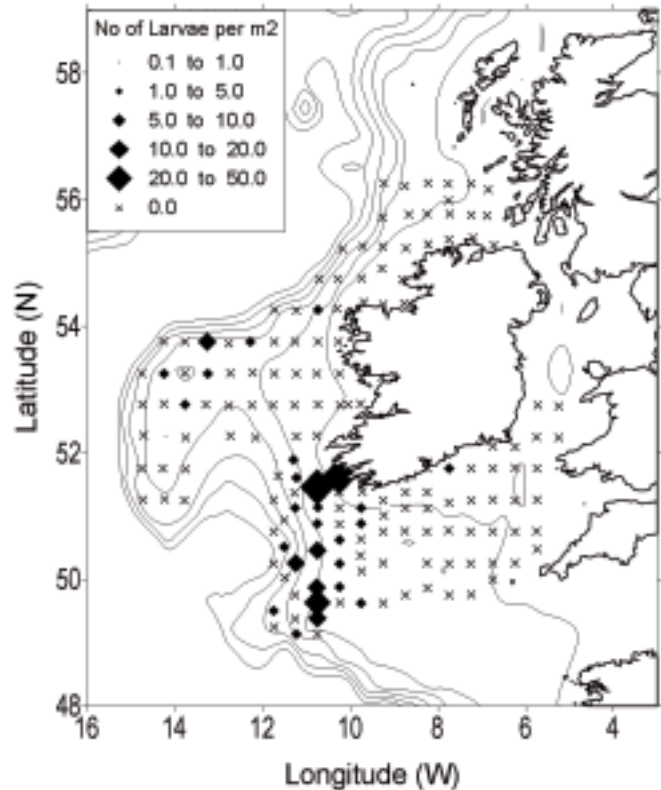 No of Larvae per m2
0.1 to 1.0
1.0 to 5.0
5.0 to 10.0
10.0 to 20.0
20.0 to 50.0
0.0
58
56
54
52
50
48
Latitude (N)
16 14 12 10 8 6 4
Longitude (W)